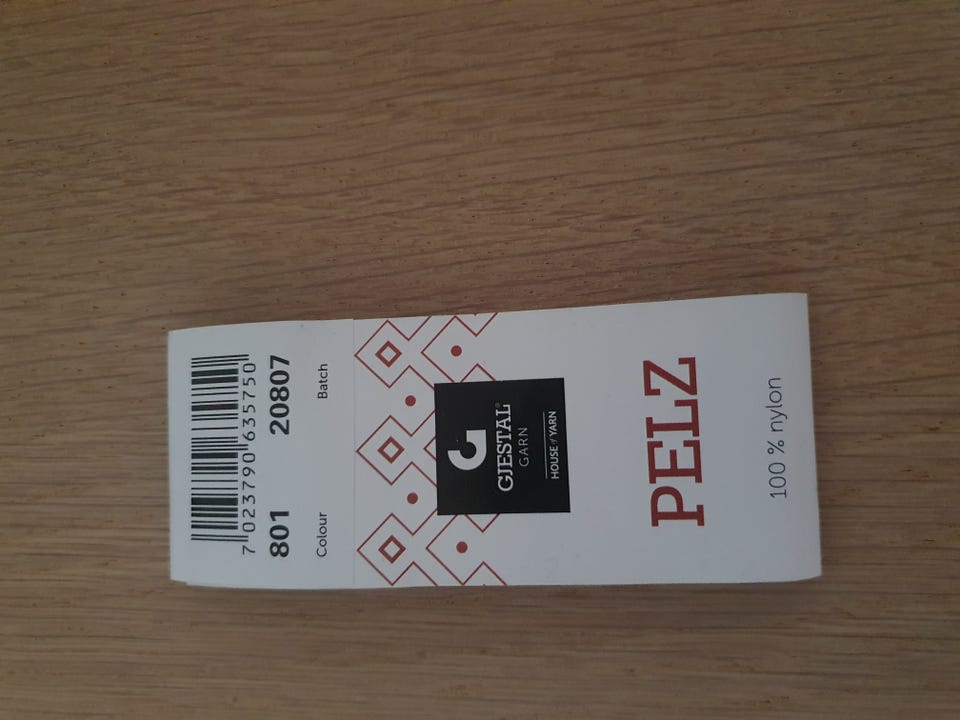 7 023790 635750
801 20807
Colour Batch
GJESTAL®
GARN
HOUSE of YARN
PELZ
100 % nylon